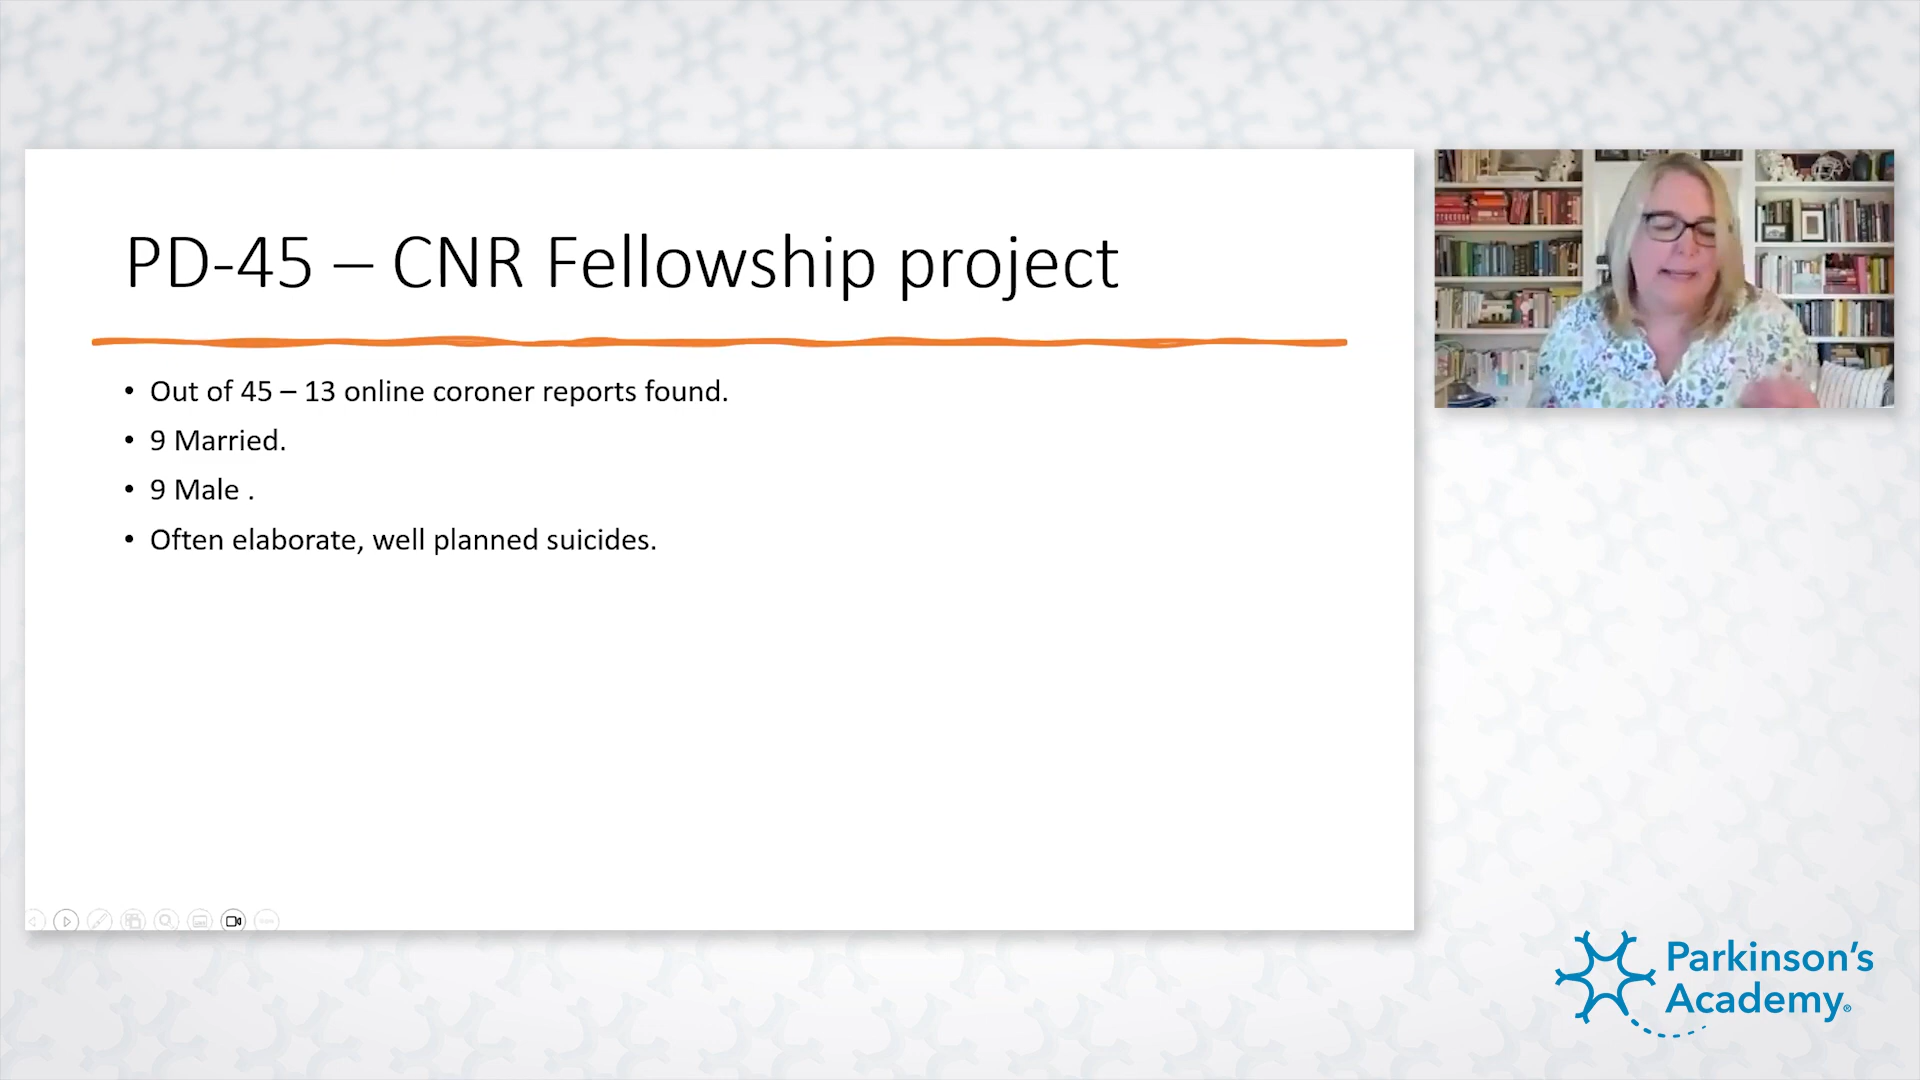 PD-45 – CNR Fellowship project
• Out of 45 – 13 online coroner reports found.
• 9 Married.
• 9 Male .
• Often elaborate, well planned suicides.
Parkinson's
Academy®